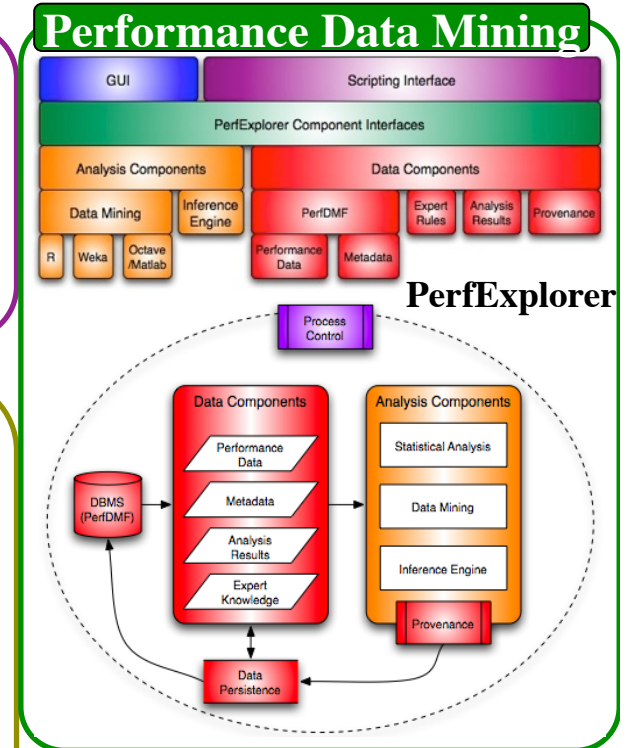 Performance Data Mining
GUI
Scripting Interface
PerfExplorer Component Interfaces
Analysis Components
Data Components
Data Mining
Inference
Engine
PerfDMF
Expert
Rules
Analysis
Results
Provenance
R
Weka
Octave
/Matlab
Performance
Data
Metadata
PerfExplorer
Process
Control
Data Components
Analysis Components
Performance
Data
Statistical Analysis
DBMS
(PerfDMF)
Metadata
Data Mining
Analysis
Results
Inference Engine
Expert
Knowledge
Provenance
Data
Persistence